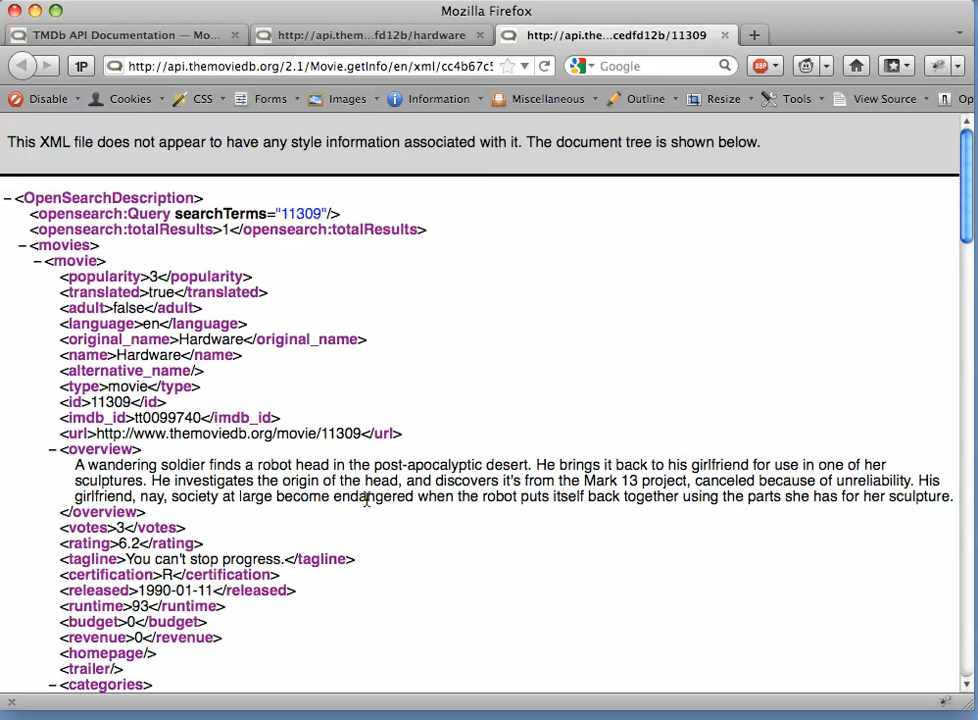 Mozilla Firefox
TMDb API Documentation — Mo...
http://api.them...fd12b/hardware
http://api.the...cedfd12b/11309
1P
http://api.themoviedb.org/2.1/Movie.getInfo/en/xml/cc4b67c5
Google
ABP
Disable
Cookies
CSS
Forms
Images
Information
Miscellaneous
Outline
Resize
Tools
View Source
Op
This XML file does not appear to have any style information associated with it. The document tree is shown below.
– <OpenSearchDescription>
<opensearch:Query searchTerms="11309"/>
<opensearch:totalResults>1</opensearch:totalResults>
– <movies>
– <movie>
<popularity>3</popularity>
<translated>true</translated>
<adult>false</adult>
<language>en</language>
<original_name>Hardware</original_name>
<name>Hardware</name>
<alternative_name/>
<type>movie</type>
<id>11309</id>
<imdb_id>tt0099740</imdb_id>
<url>http://www.themoviedb.org/movie/11309</url>
– <overview>
A wandering soldier finds a robot head in the post-apocalyptic desert. He brings it back to his girlfriend for use in one of her
sculptures. He investigates the origin of the head, and discovers it's from the Mark 13 project, canceled because of unreliability. His
girlfriend, nay, society at large become endangered when the robot puts itself back together using the parts she has for her sculpture.
</overview>
<votes>3</votes>
<rating>6.2</rating>
<tagline>You can't stop progress.</tagline>
<certification>R</certification>
<released>1990-01-11</released>
<runtime>93</runtime>
<budget>0</budget>
<revenue>0</revenue>
<homepage/>
<trailer/>
– <categories>